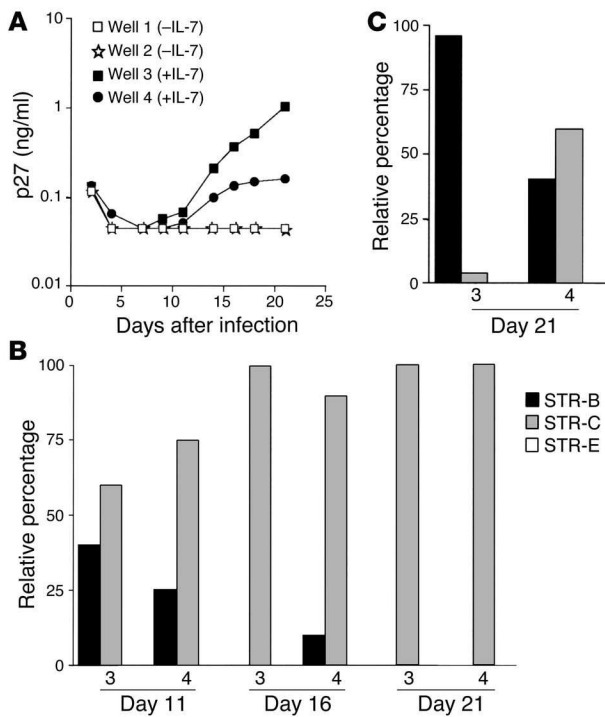 A
Well 1 (–IL-7)
Well 2 (–IL-7)
Well 3 (+IL-7)
Well 4 (+IL-7)
p27 (ng/ml)
10
1
0.1
0.01
0 5 10 15 20 25
Days after infection
C
Relative percentage
100
75
50
25
0
3 4
Day 21
B
Relative percentage
100
75
50
25
0
3 4 3 4 3 4
Day 11 Day 16 Day 21
STR-B
STR-C
STR-E